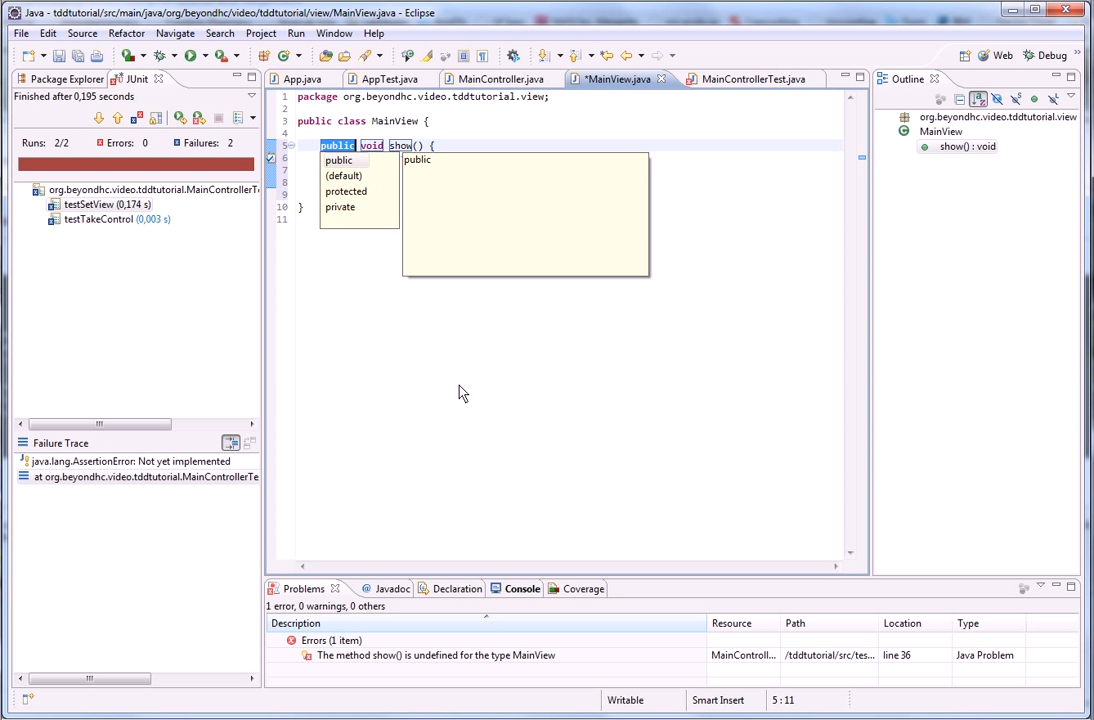 Java - tddtutorial/src/main/java/org/beyondhc/video/tddtutorial/view/MainView.java - Eclipse
File Edit Source Refactor Navigate Search Project Run Window Help
Web Debug
Package Expl​orer JUnit
Finished after 0,195 seconds
Runs: 2/2 Errors: 0 Failures: 2
org.beyondhc.video.tddtutorial.MainControllerT
testSetView (0,174 s)
testTakeControl (0,003 s)
Failure Trace
java.lang.AssertionError: Not yet implemented
at org.beyondhc.video.tddtutorial.MainControllerTe
App.java AppTest.java MainController.java *MainView.java MainControllerTest.java
1 package org.beyondhc.video.tddtutorial.view;
2
3 public class MainView {
4
5 public void show() {
6
7
8
9
10 }
11
public
(default)
protected
private
public
Outline
org.beyondhc.video.tddtutorial.view
MainView
show() : void
Problems Javadoc Declaration Console Coverage
1 error, 0 warnings, 0 others
Description Resource Path Location Type
Errors (1 item)
The method show() is undefined for the type MainView MainControll... /tddtutorial/src/tes... line 36 Java Problem
Writable Smart Insert 5 : 11